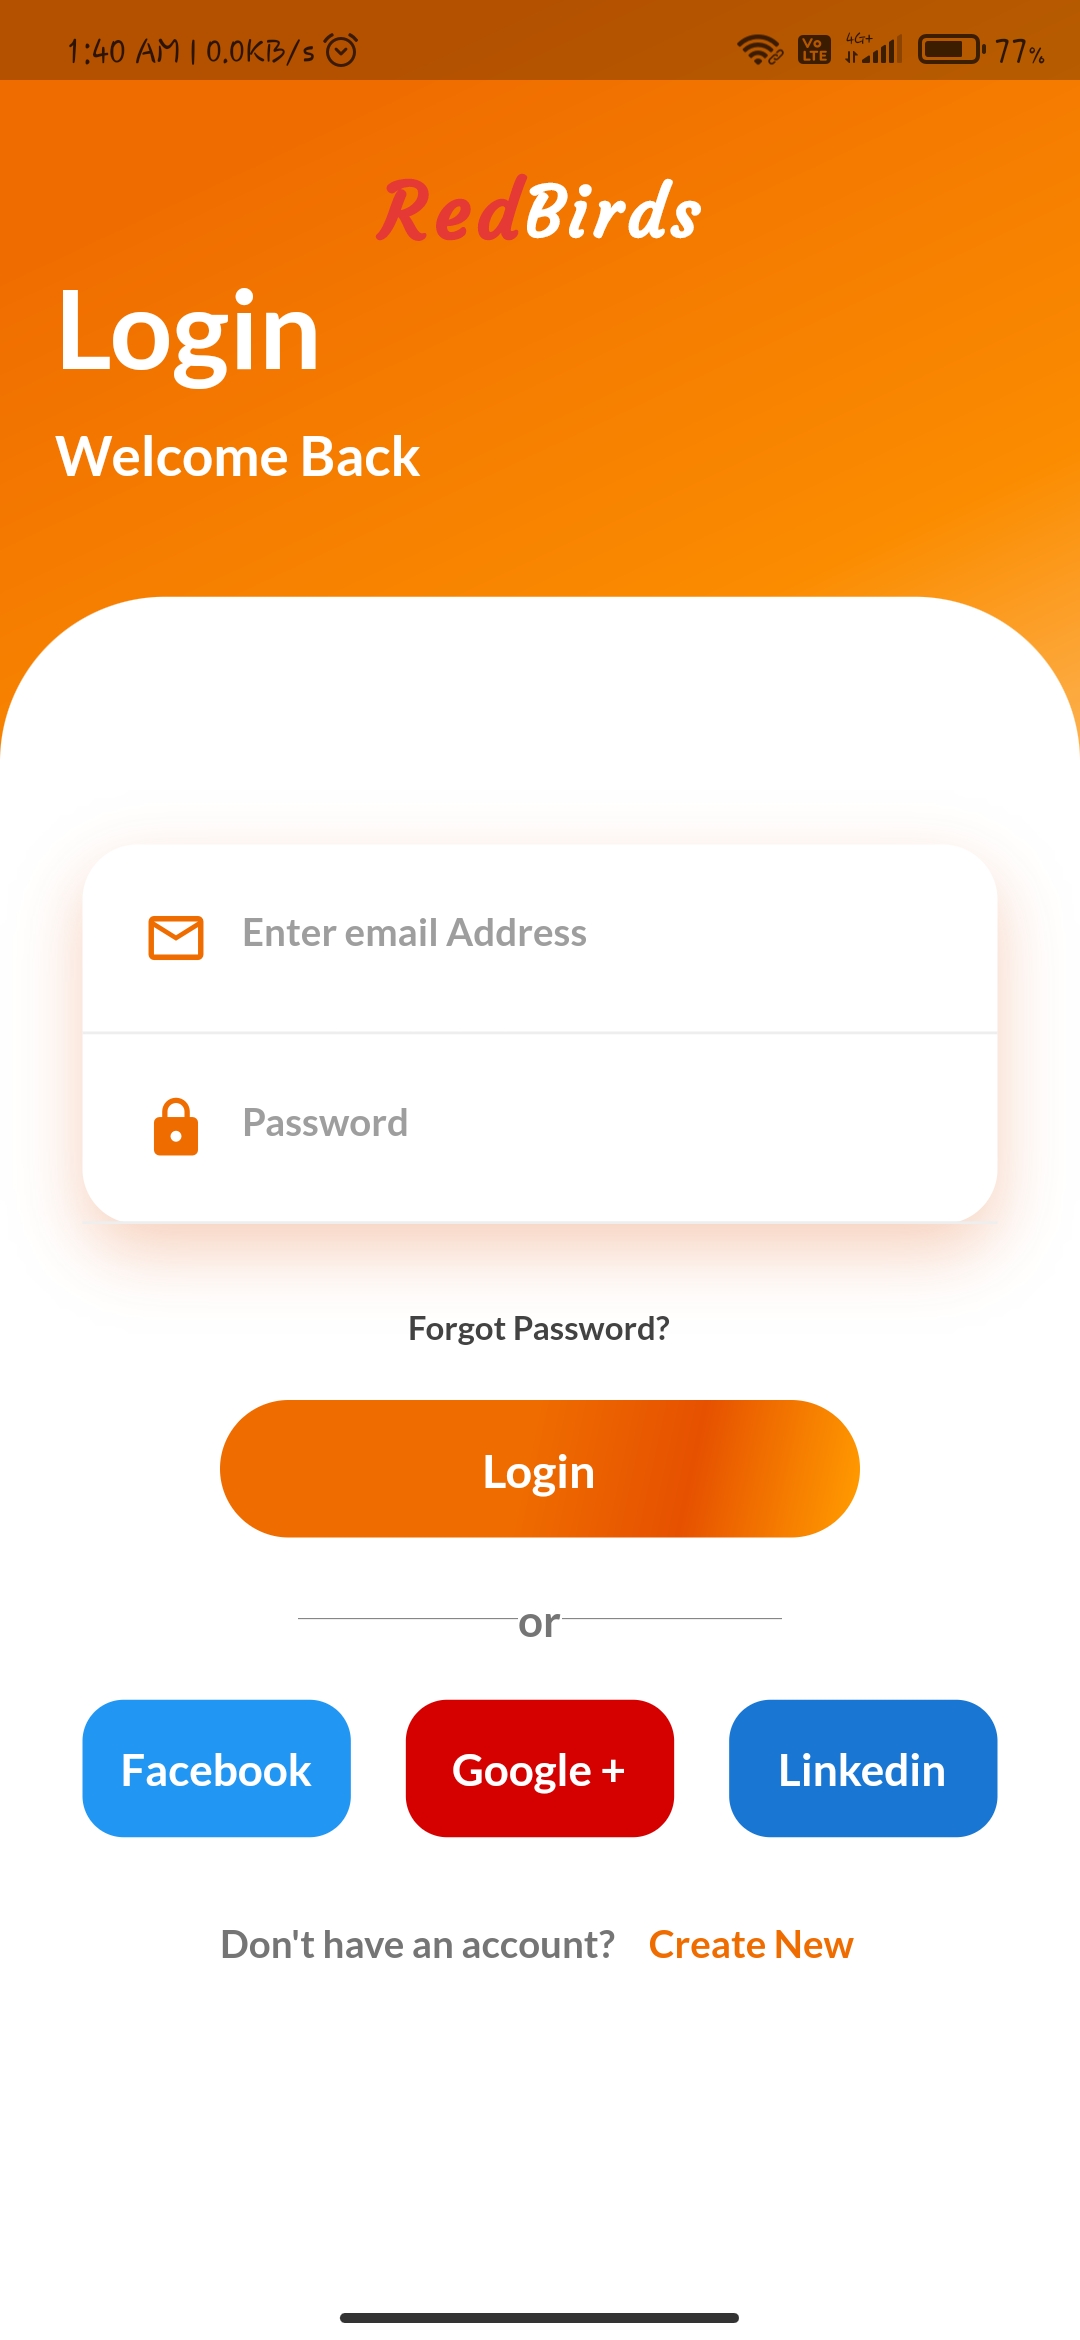 1:40 AM | 0.0KB/s Vo LTE 4G+ 77%
RedBirds
Login
Welcome Back
Enter email Address
Password
Forgot Password?
Login
or
Facebook Google + Linkedin
Don't have an account? Create New